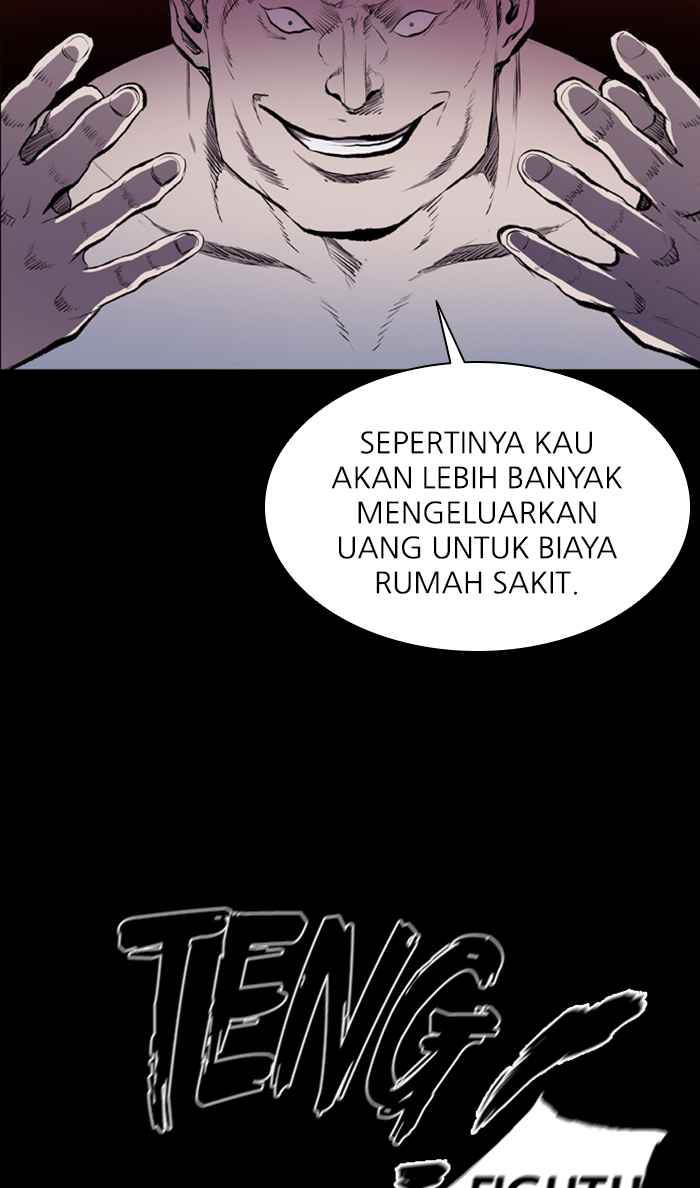 SEPERTINYA KAU
AKAN LEBIH BANYAK
MENGELUARKAN
UANG UNTUK BIAYA
RUMAH SAKIT.
TENG